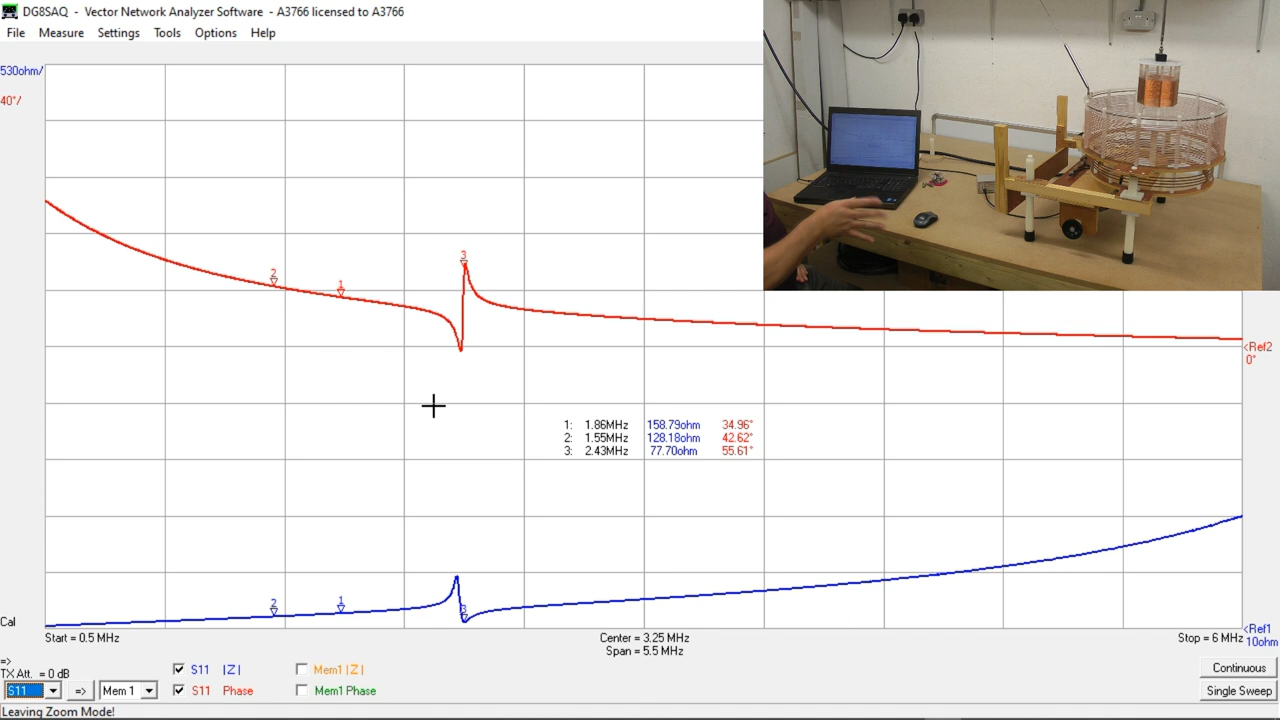 DG8SAQ - Vector Network Analyzer Software - A3766 licensed to A3766
File Measure Settings Tools Options Help
530ohm/
40°/
2
1
3
<Ref2
0°
1: 1.86MHz 158.79ohm 34.96°
2: 1.55MHz 128.18ohm 42.62°
3: 2.43MHz 77.70ohm 55.61°
2
1
3
Cal
<Ref1
10ohm
Start = 0.5 MHz Center = 3.25 MHz Stop = 6 MHz
Span = 5.5 MHz
=>
TX Att. = 0 dB
S11 |Z| Mem1 |Z| Continuous
S11 => Mem 1 S11 Phase Mem1 Phase Single Sweep
Leaving Zoom Mode!